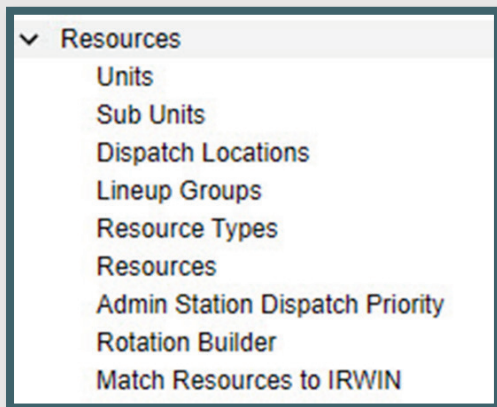 Resources
Units
Sub Units
Dispatch Locations
Lineup Groups
Resource Types
Resources
Admin Station Dispatch Priority
Rotation Builder
Match Resources to IRWIN